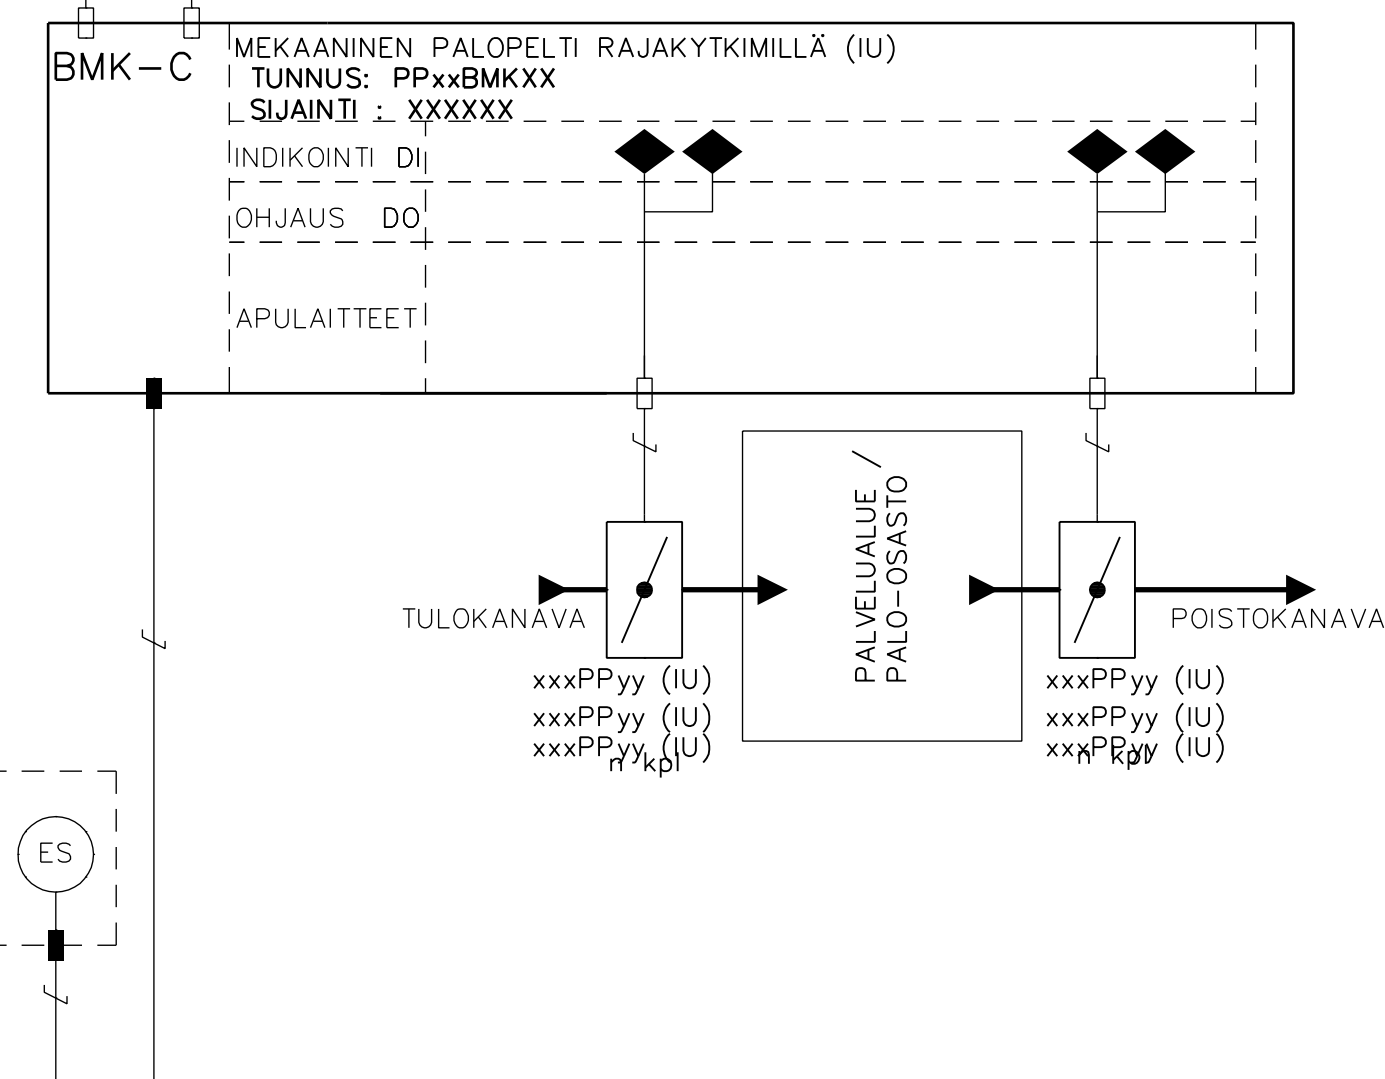 BMK-C
MEKAANINEN PALOPELTI RAJAKYTKIMILLÄ (IU)
TUNNUS: PPxxBMKXX
SIJAINTI : XXXXXX
INDIKOINTI DI
OHJAUS DO
APULAITTEET
PALVELUALUE /
PALO-OSASTO
TULOKANAVA
POISTOKANAVA
xxxPPyy (IU)
xxxPPyy (IU)
xxxPPyy (IU)
n kpl
xxxPPyy (IU)
xxxPPyy (IU)
xxxPPyy (IU)
n kpl
ES